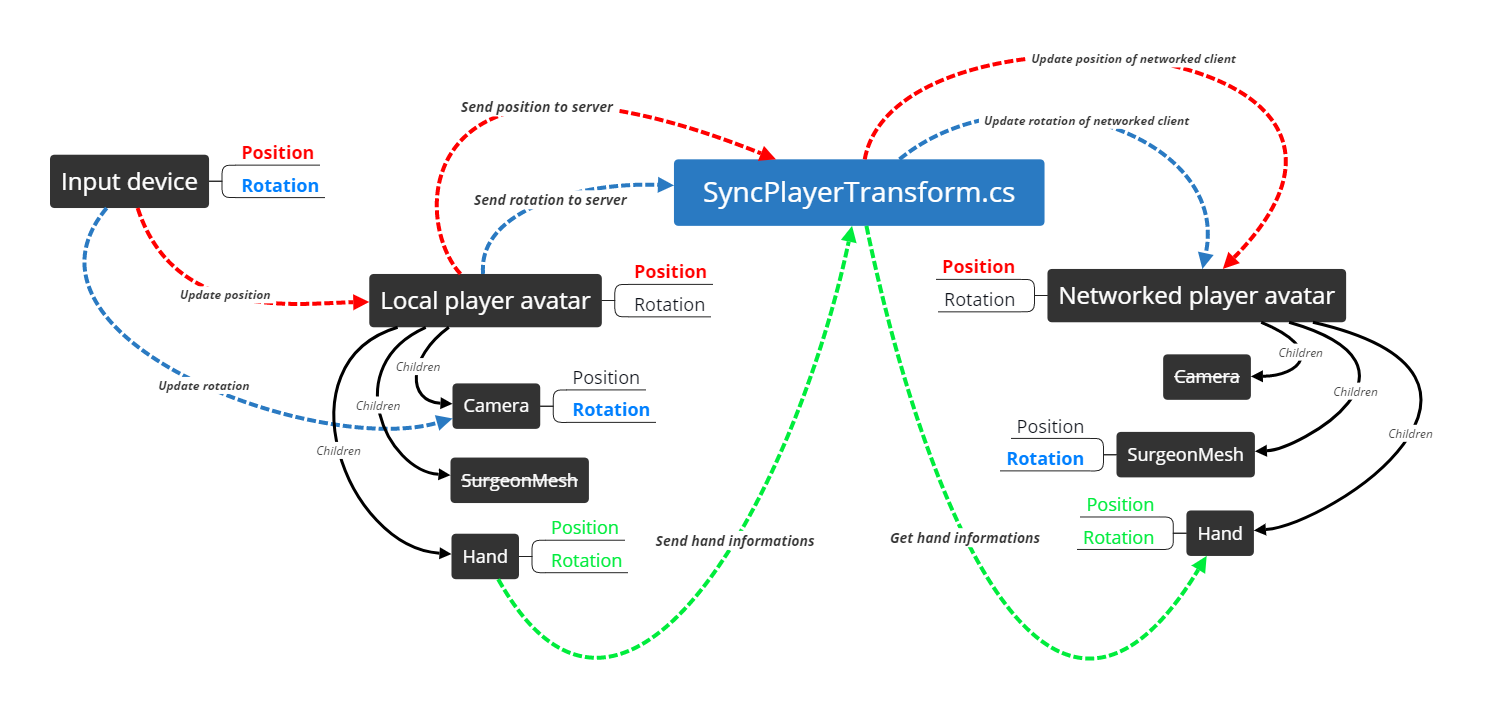 Update position of networked client
Send position to server
Update rotation of networked client
Position
Input device
Rotation
Send rotation to server
SyncPlayerTransform.cs
Position
Local player avatar
Rotation
Update position
Position
Rotation
Networked player avatar
Children
Children
Children
Update rotation
Camera
Position
Rotation
SurgeonMesh
Hand
Position
Rotation
Send hand informations
Get hand informations
Children
Children
Children
Camera
Position
Rotation
SurgeonMesh
Position
Rotation
Hand